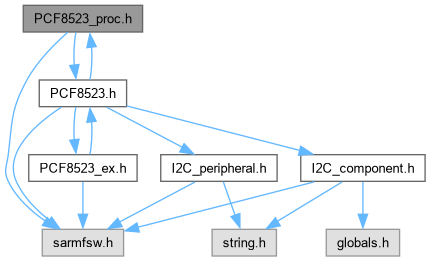 PCF8523_proc.h
PCF8523.h
PCF8523_ex.h
I2C_peripheral.h
I2C_component.h
sarmfsw.h
string.h
globals.h